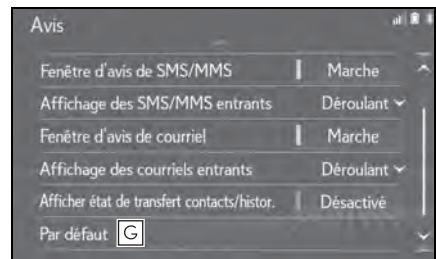 Avis
Fenêtre d'avis de SMS/MMS Marche
Affichage des SMS/MMS entrants Déroulant
Fenêtre d'avis de courriel Marche
Affichage des courriels entrants Déroulant
Afficher état de transfert contacts/histor. Désactivé
Par défaut G